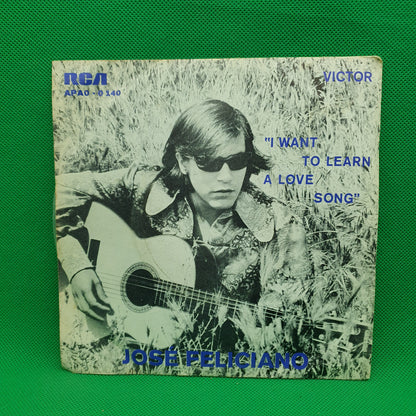 RCA
VICTOR
APAO - 0140
"I WANT
TO LEARN
A LOVE
SONG"
JOSÉ FELICIANO